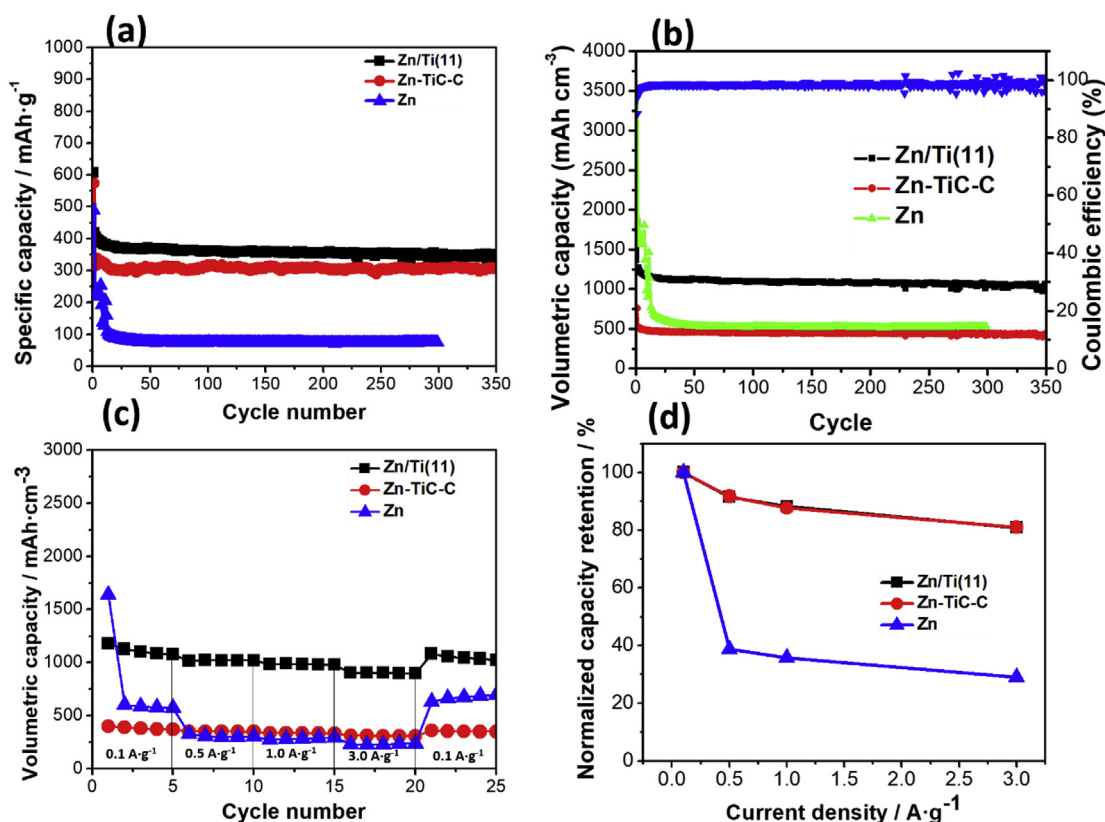 (a)
Specific capacity / mAh·g-1
1000
900
800
700
600
500
400
300
200
100
0
Zn/Ti(11)
Zn-TiC-C
Zn
0 50 100 150 200 250 300 350
Cycle number
(b)
Volumetric capacity (mAh cm-3)
4000
3500
3000
2500
2000
1500
1000
500
0
Zn/Ti(11)
Zn-TiC-C
Zn
100
80
60
40
20
0
Coulombic efficiency (%)
0 50 100 150 200 250 300 350
Cycle
(c)
Volumetric capacity / mAh·cm-3
3000
2500
2000
1500
1000
500
0
Zn/Ti(11)
Zn-TiC-C
Zn
0.1 A·g-1 0.5 A·g-1 1.0 A·g-1 3.0 A·g-1 0.1 A·g-1
0 5 10 15 20 25
Cycle number
(d)
Normalized capacity retention / %
100
80
60
40
20
0
Zn/Ti(11)
Zn-TiC-C
Zn
0.0 0.5 1.0 1.5 2.0 2.5 3.0
Current density / A·g-1